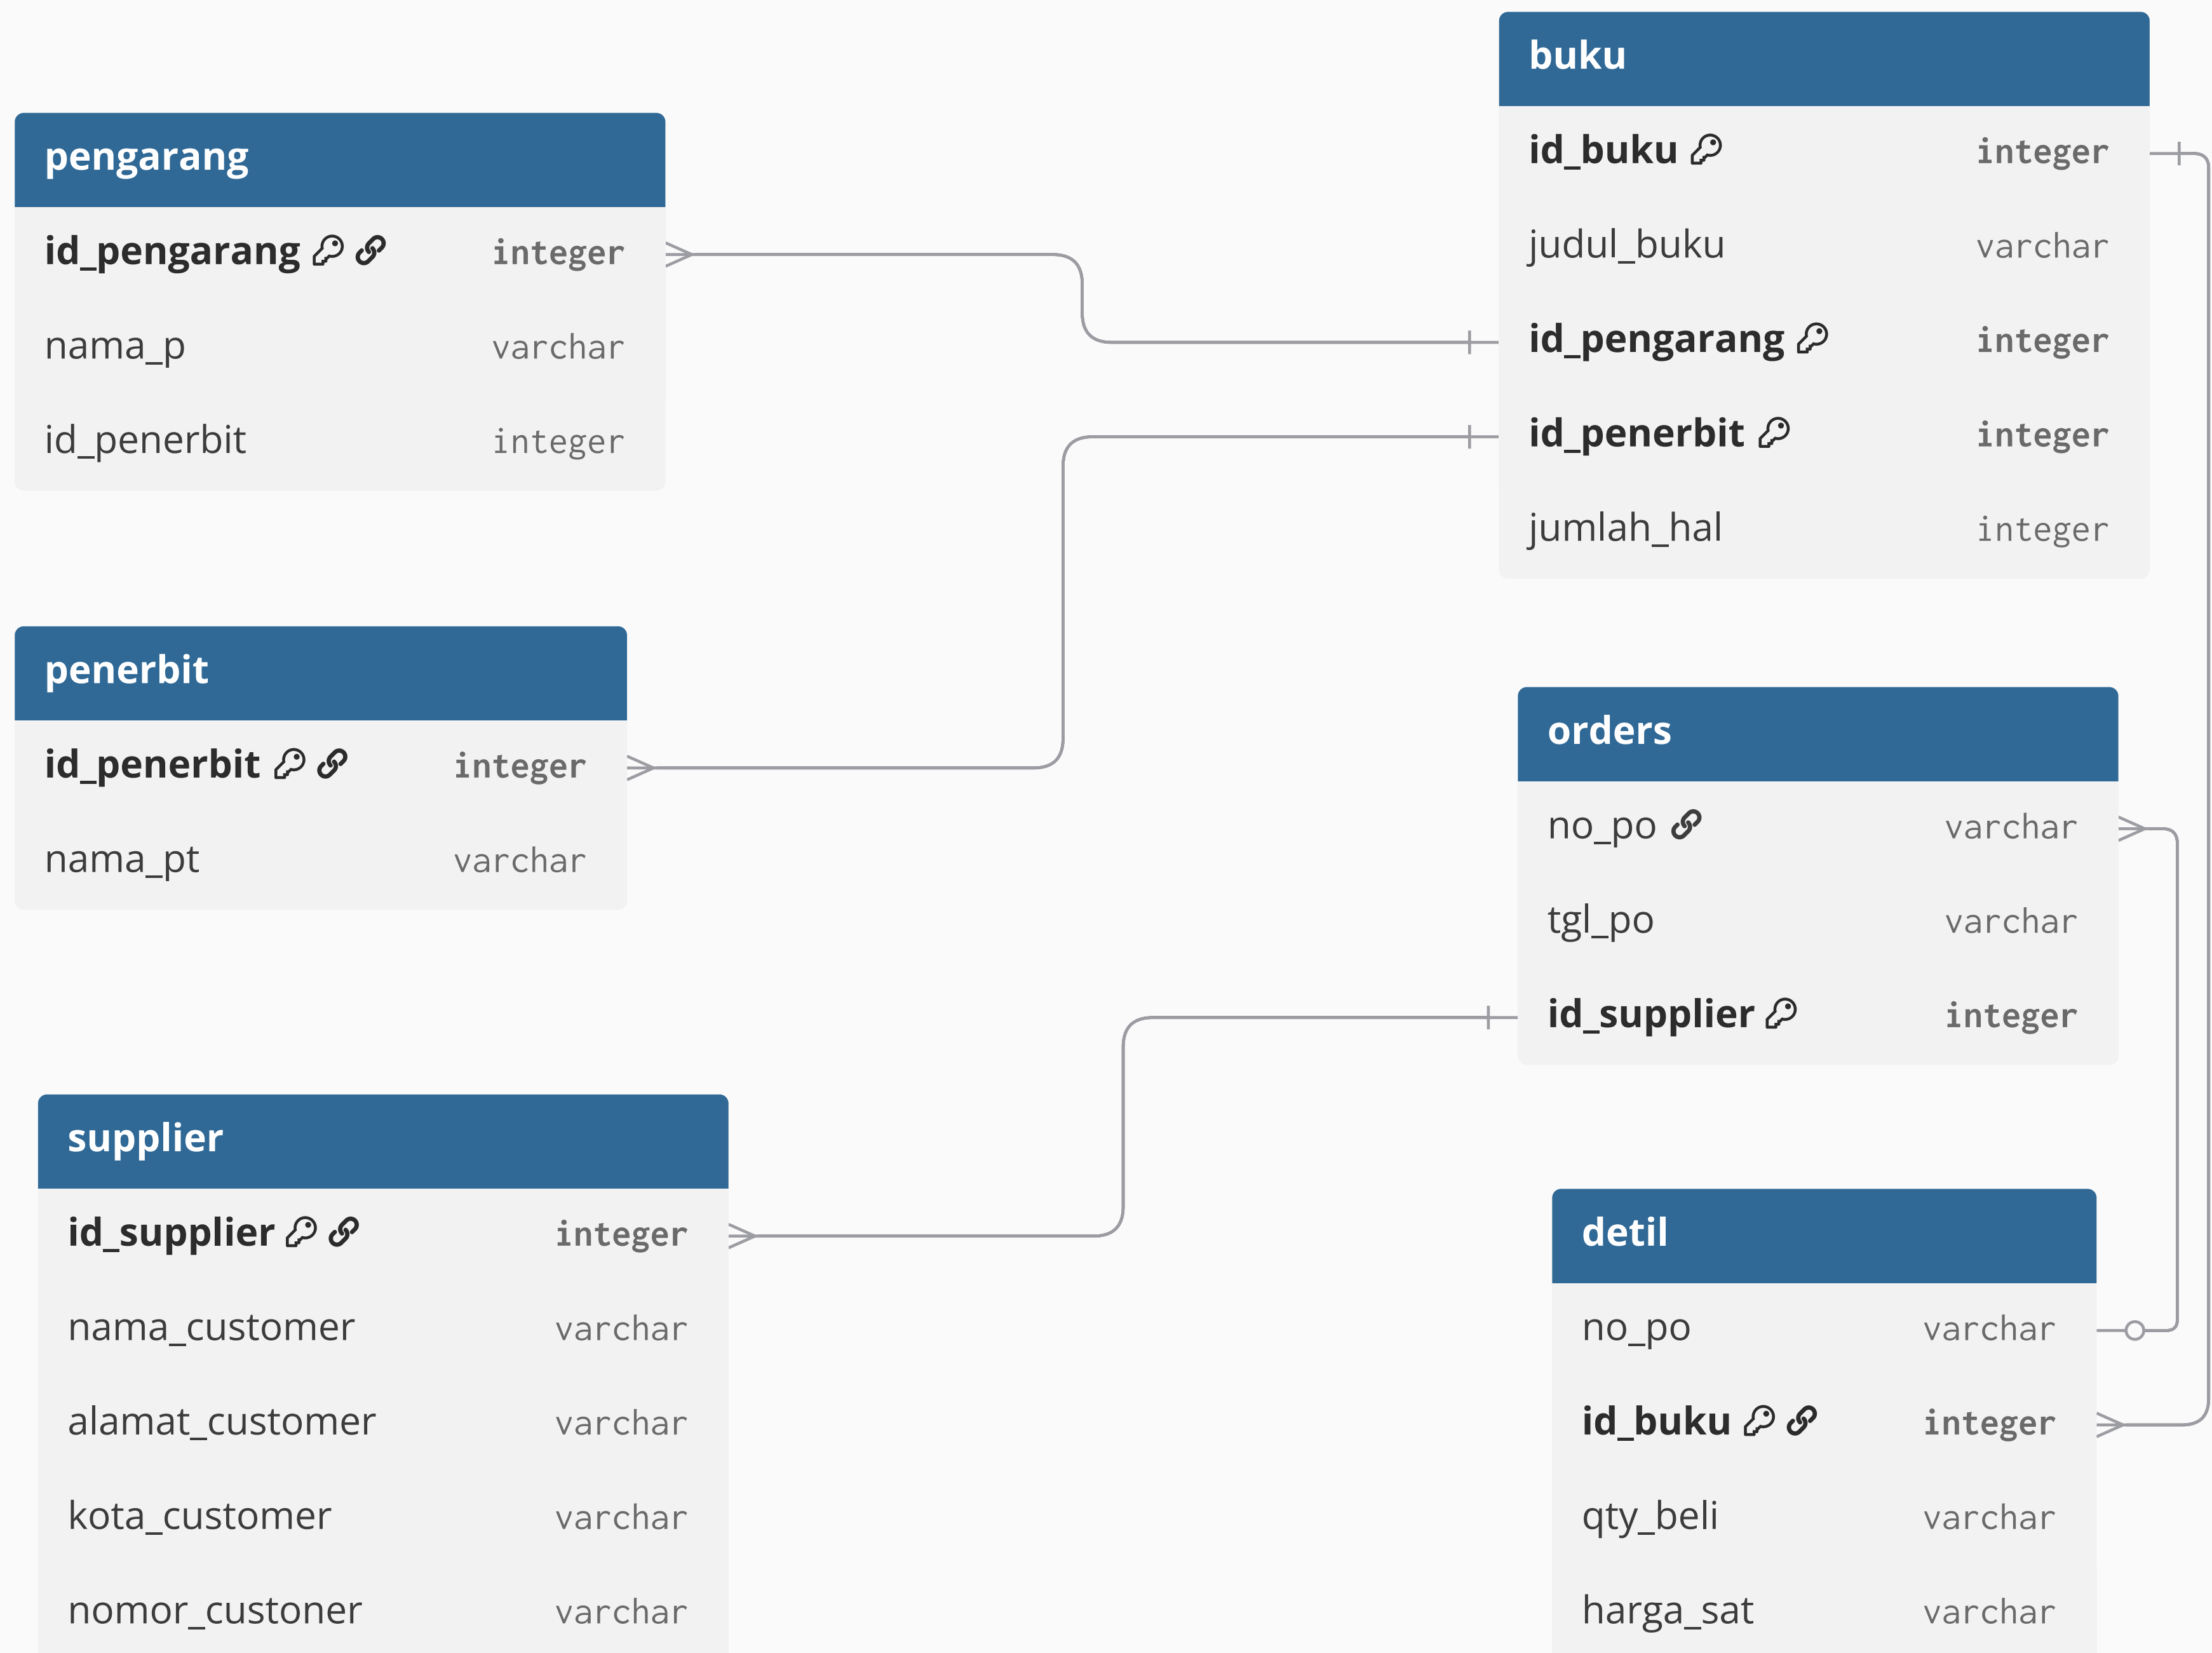 pengarang
id_pengarang integer
nama_p varchar
id_penerbit integer
penerbit
id_penerbit integer
nama_pt varchar
supplier
id_supplier integer
nama_customer varchar
alamat_customer varchar
kota_customer varchar
nomor_custoner varchar
buku
id_buku integer
judul_buku varchar
id_pengarang integer
id_penerbit integer
jumlah_hal integer
orders
no_po varchar
tgl_po varchar
id_supplier integer
detil
no_po varchar
id_buku integer
qty_beli varchar
harga_sat varchar